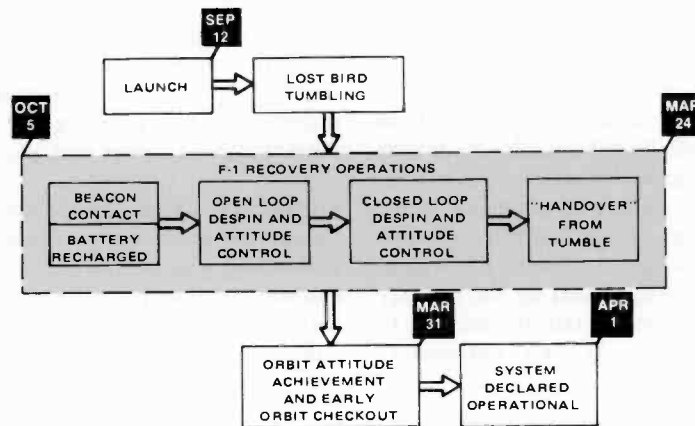 SEP
12
LAUNCH
LOST BIRD
TUMBLING
OCT
5
MAR
24
F-1 RECOVERY OPERATIONS
BEACON
CONTACT
BATTERY
RECHARGED
OPEN LOOP
DESPIN AND
ATTITUDE
CONTROL
CLOSED LOOP
DESPIN AND
ATTITUDE
CONTROL
"HANDOVER"
FROM
TUMBLE
MAR
31
APR
1
ORBIT ATTITUDE
ACHIEVEMENT
AND EARLY
ORBIT CHECKOUT
SYSTEM
DECLARED
OPERATIONAL